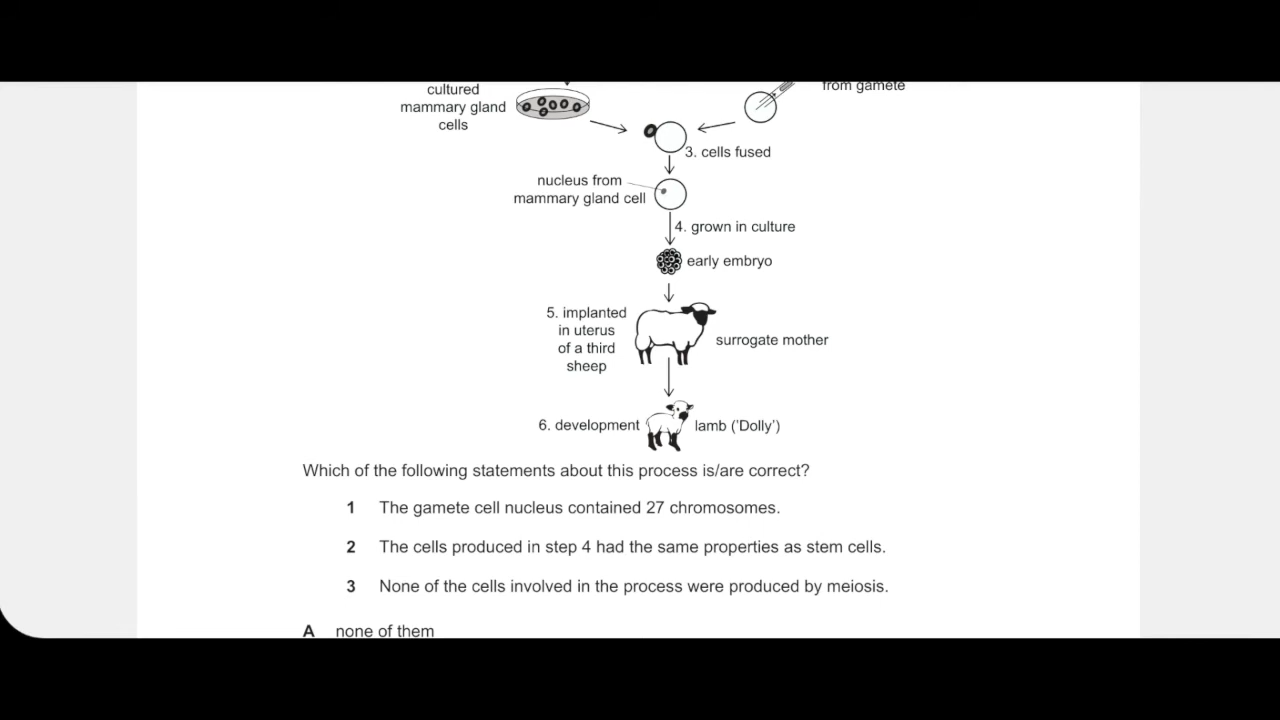 cultured
mammary gland
cells
from gamete
3. cells fused
nucleus from
mammary gland cell
4. grown in culture
early embryo
5. implanted
in uterus
of a third
sheep
surrogate mother
6. development
lamb ('Dolly')
Which of the following statements about this process is/are correct?
1 The gamete cell nucleus contained 27 chromosomes.
2 The cells produced in step 4 had the same properties as stem cells.
3 None of the cells involved in the process were produced by meiosis.
A none of them